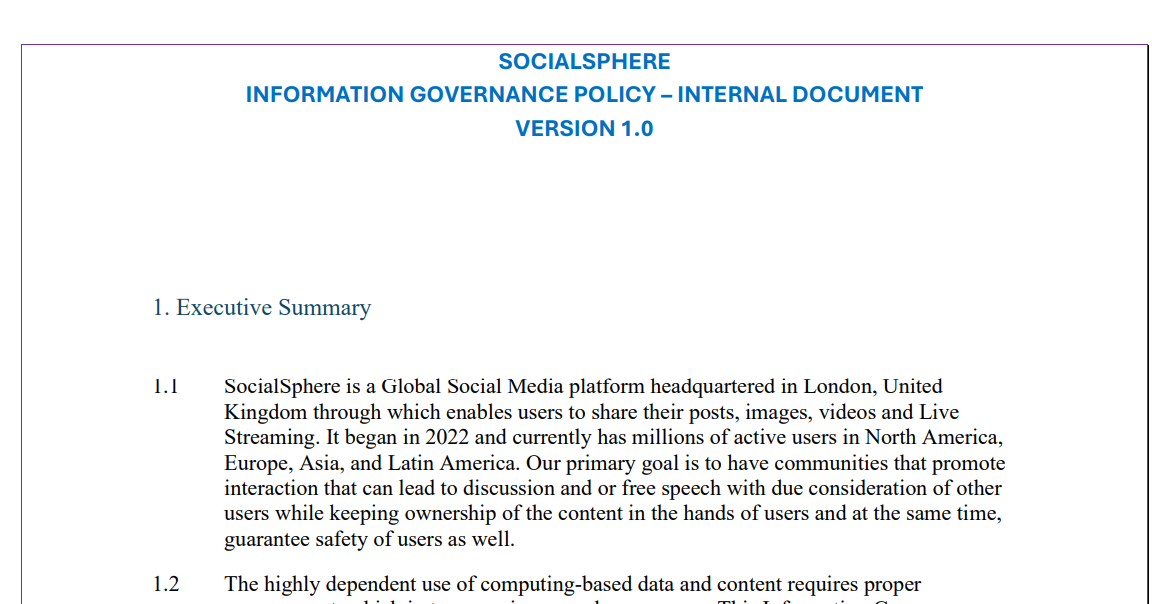 SOCIALSPHERE
INFORMATION GOVERNANCE POLICY – INTERNAL DOCUMENT
VERSION 1.0
1. Executive Summary
1.1 SocialSphere is a Global Social Media platform headquartered in London, United
Kingdom through which enables users to share their posts, images, videos and Live
Streaming. It began in 2022 and currently has millions of active users in North America,
Europe, Asia, and Latin America. Our primary goal is to have communities that promote
interaction that can lead to discussion and or free speech with due consideration of other
users while keeping ownership of the content in the hands of users and at the same time,
guarantee safety of users as well.
1.2 The highly dependent use of computing-based data and content requires proper